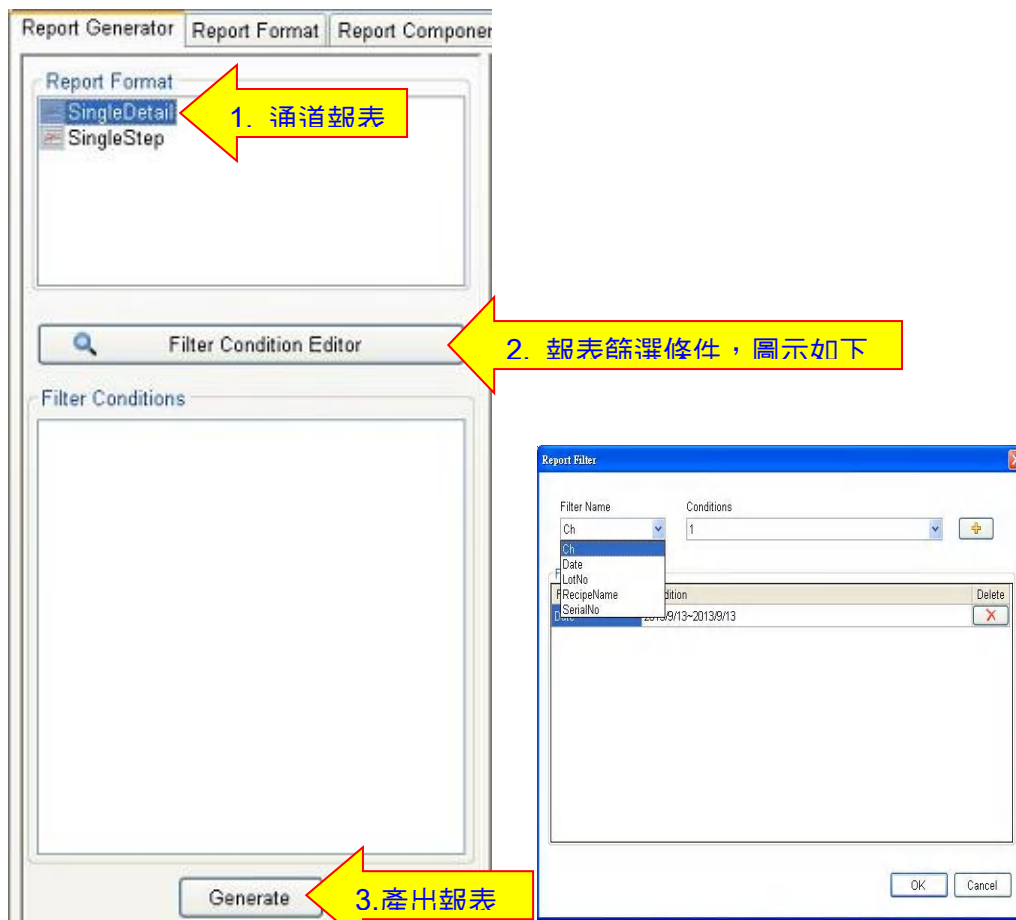 Report Generator Report Format Report Componer
Report Format
SingleDetail
SingleStep
1. 通道報表
Filter Condition Editor
2. 報表篩選條件，圖示如下
Filter Conditions
Generate
3.產出報表
Report Filter
Filter Name Conditions
Ch 1
Ch
Date
LotNo
RecipeName
SerialNo
dition Delete
2013/9/13~2013/9/13
OK Cancel